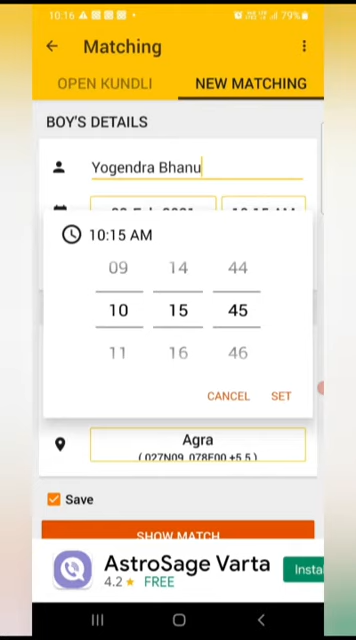 10:16
79%
Matching
OPEN KUNDLI NEW MATCHING
BOY'S DETAILS
Yogendra Bhanu
10:15 AM
09 14 44
10 15 45
11 16 46
CANCEL SET
Agra
( 027N09, 078E00 +5.5 )
Save
SHOW MATCH
AstroSage Varta
4.2 ★ FREE
Insta